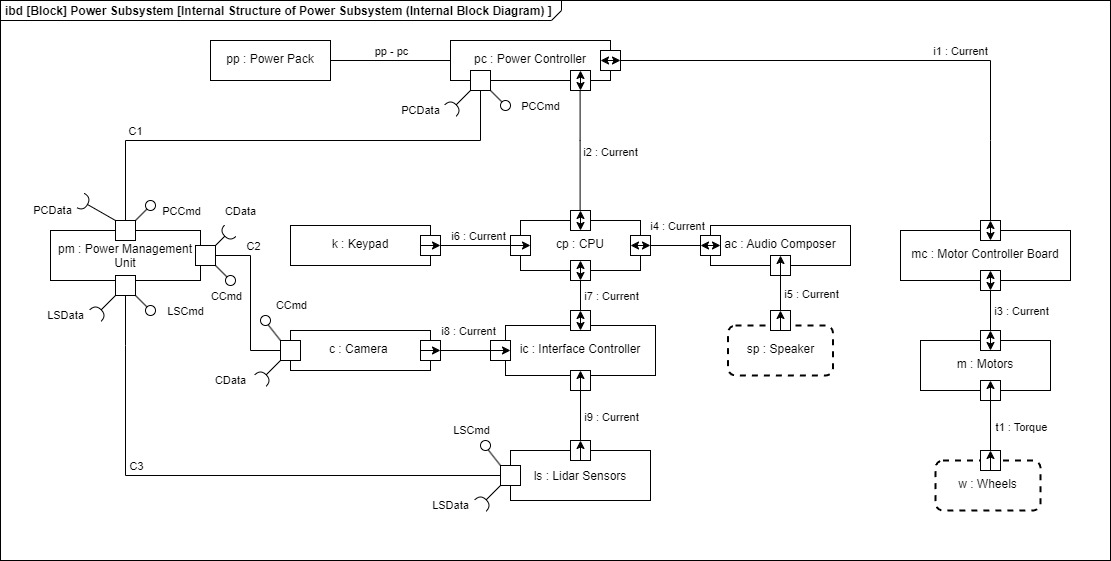 ibd [Block] Power Subsystem [Internal Structure of Power Subsystem (Internal Block Diagram) ]
pp : Power Pack
pp - pc
pc : Power Controller
i1 : Current
PCData
PCCmd
C1
i2 : Current
PCData
PCCmd
CData
pm : Power Management
Unit
C2
k : Keypad
i6 : Current
cp : CPU
i4 : Current
ac : Audio Composer
mc : Motor Controller Board
LSData
LSCmd
CCmd
CCmd
i7 : Current
i5 : Current
i3 : Current
c : Camera
i8 : Current
ic : Interface Controller
sp : Speaker
m : Motors
CData
i9 : Current
t1 : Torque
LSCmd
C3
ls : Lidar Sensors
w : Wheels
LSData